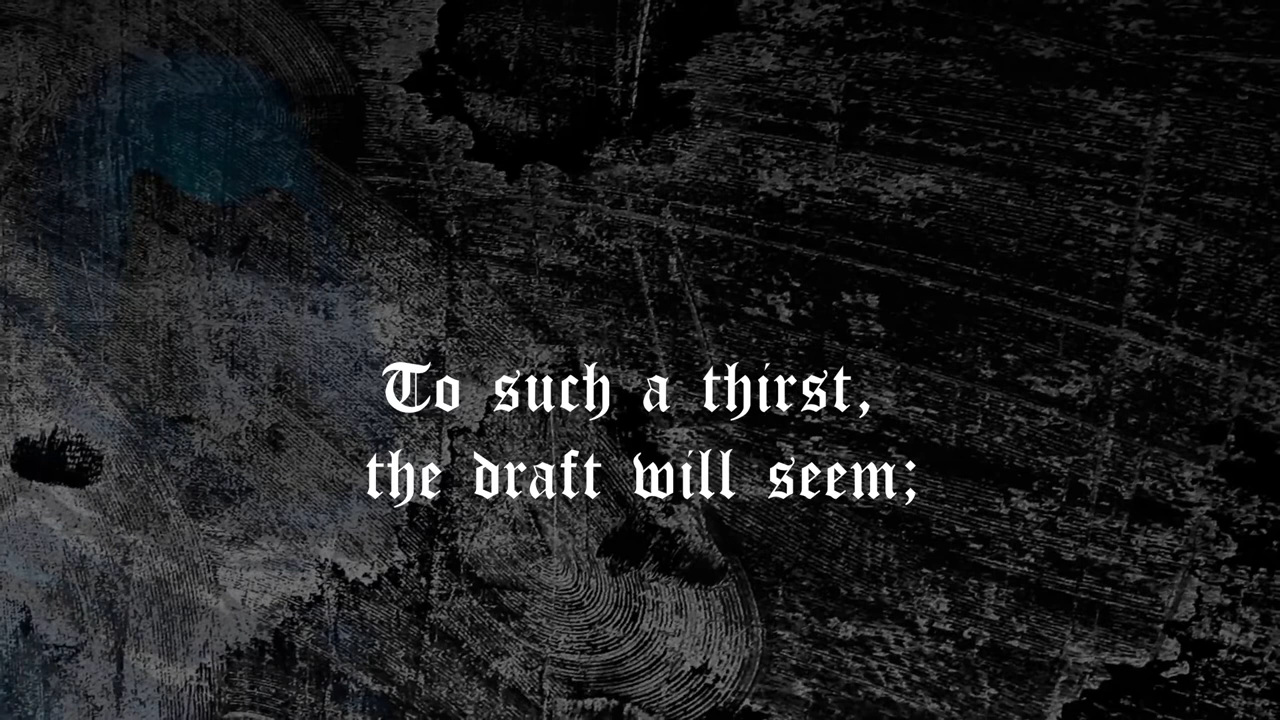 To such a thirst,
the draft will seem;